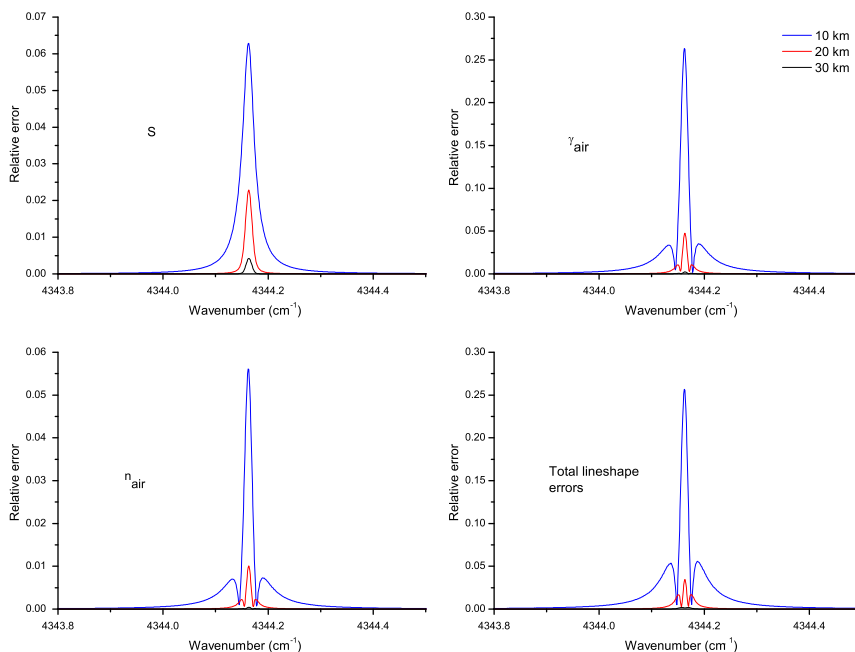 0.07
0.06
0.05
0.04
0.03
0.02
0.01
0.00
Relative error
S
4343.8 4344.0 4344.2 4344.4
Wavenumber (cm⁻¹)
0.30
0.25
0.20
0.15
0.10
0.05
0.00
Relative error
γair
10 km
20 km
30 km
4343.8 4344.0 4344.2 4344.4
Wavenumber (cm⁻¹)
0.06
0.05
0.04
0.03
0.02
0.01
0.00
Relative error
nair
4343.8 4344.0 4344.2 4344.4
Wavenumber (cm⁻¹)
0.30
0.25
0.20
0.15
0.10
0.05
0.00
Relative error
Total lineshape
errors
4343.8 4344.0 4344.2 4344.4
Wavenumber (cm⁻¹)